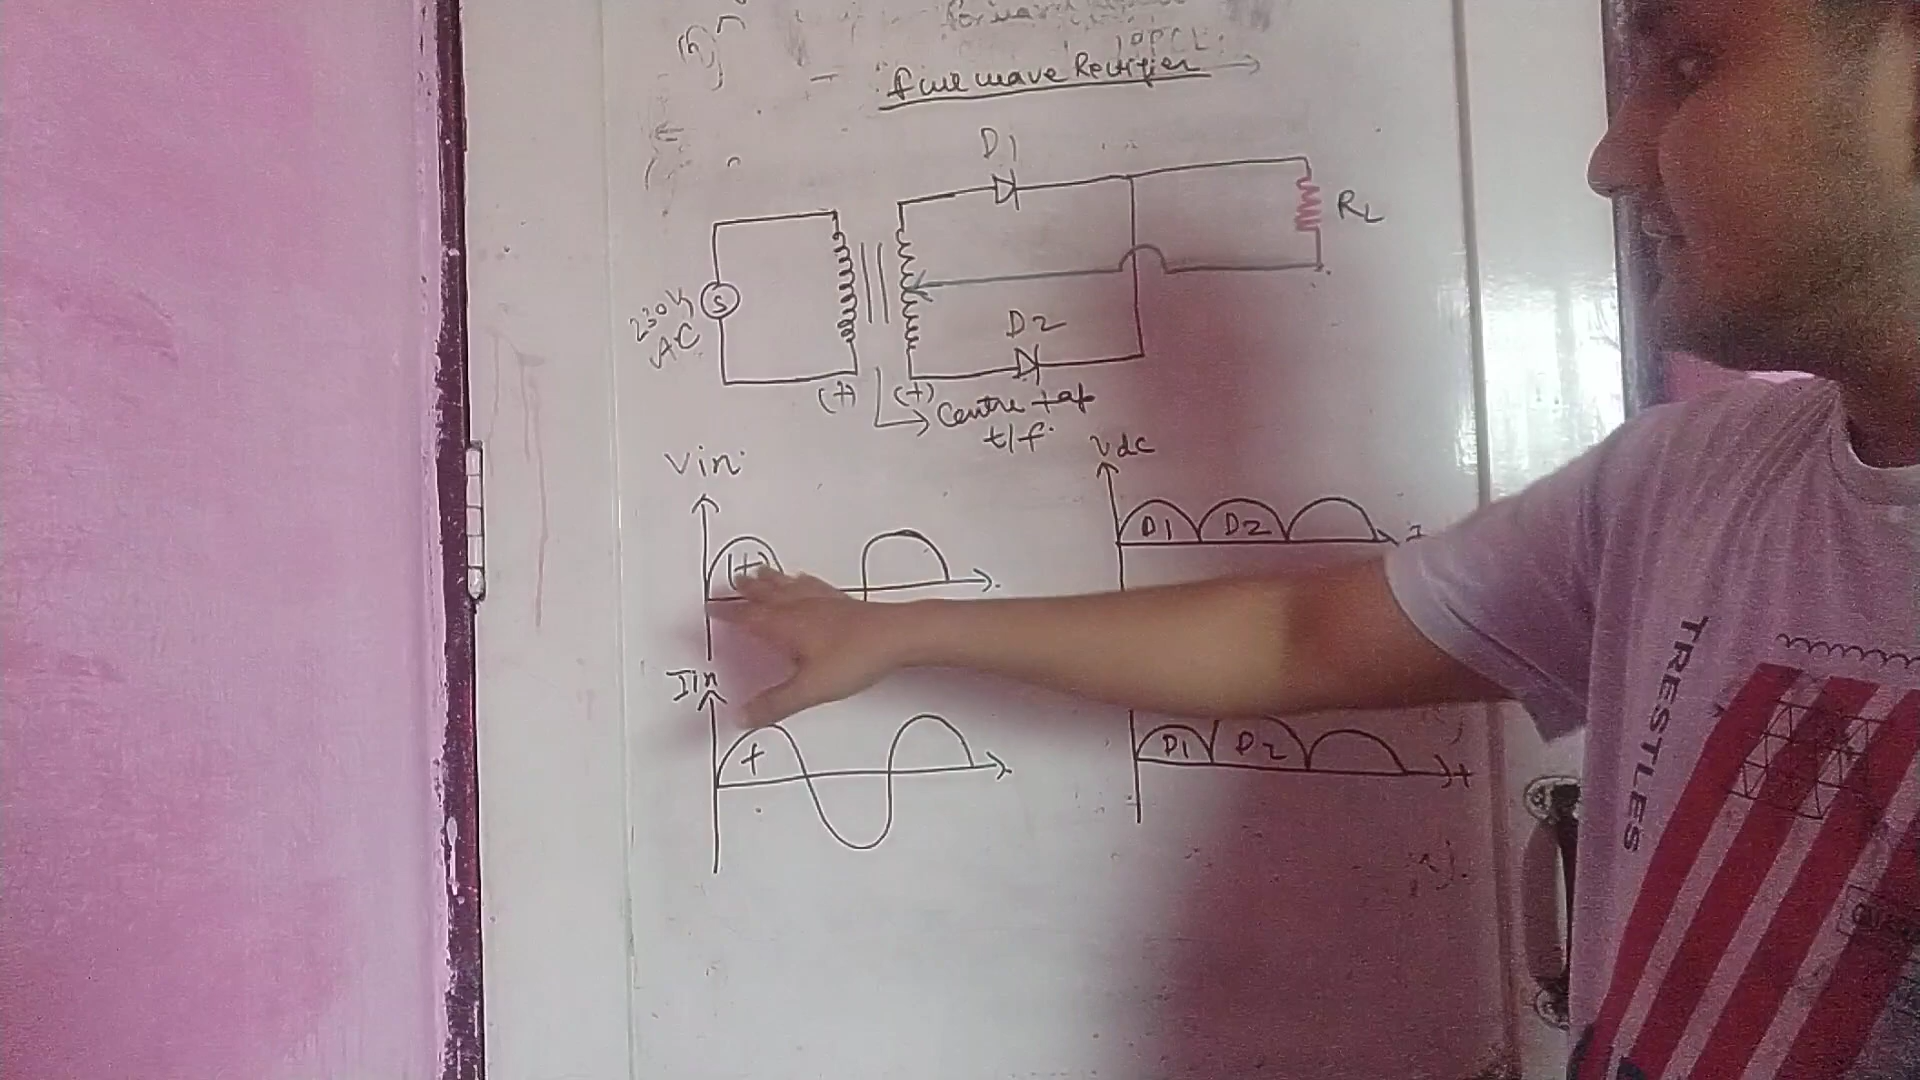 full wave Rectifier
D1
RL
230V
AC
S
D2
(+) (+)
Centre tap
t/f
Vin
Vdc
(+)
D1 D2
Iin
+
D1 D2
t
TRESTLES